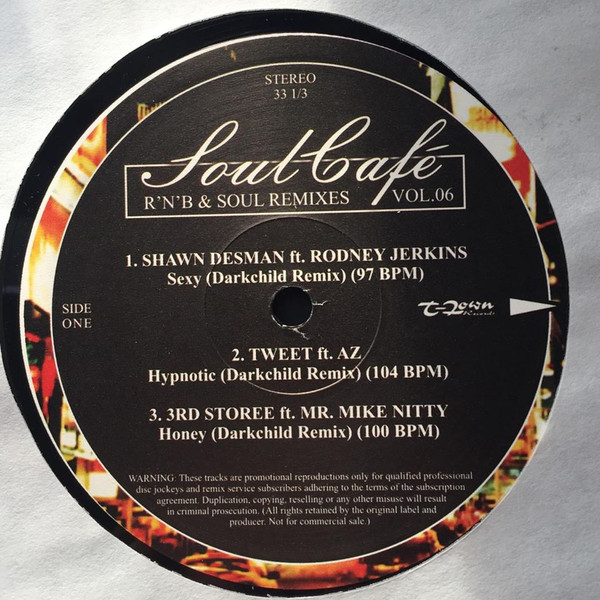 STEREO
33 1/3
Soul Café
R'N'B & SOUL REMIXES VOL.06
1. SHAWN DESMAN ft. RODNEY JERKINS
Sexy (Darkchild Remix) (97 BPM)
SIDE
ONE
T-Town
Records
2. TWEET ft. AZ
Hypnotic (Darkchild Remix) (104 BPM)
3. 3RD STOREE ft. MR. MIKE NITTY
Honey (Darkchild Remix) (100 BPM)
WARNING: These tracks are promotional reproductions only for qualified professional
disc jockeys and remix service subscribers adhering to the terms of the subscription
agreement. Duplication, copying, reselling or any other misuse will result
in criminal prosecution. (All rights retained by the original label and
producer. Not for commercial sale.)